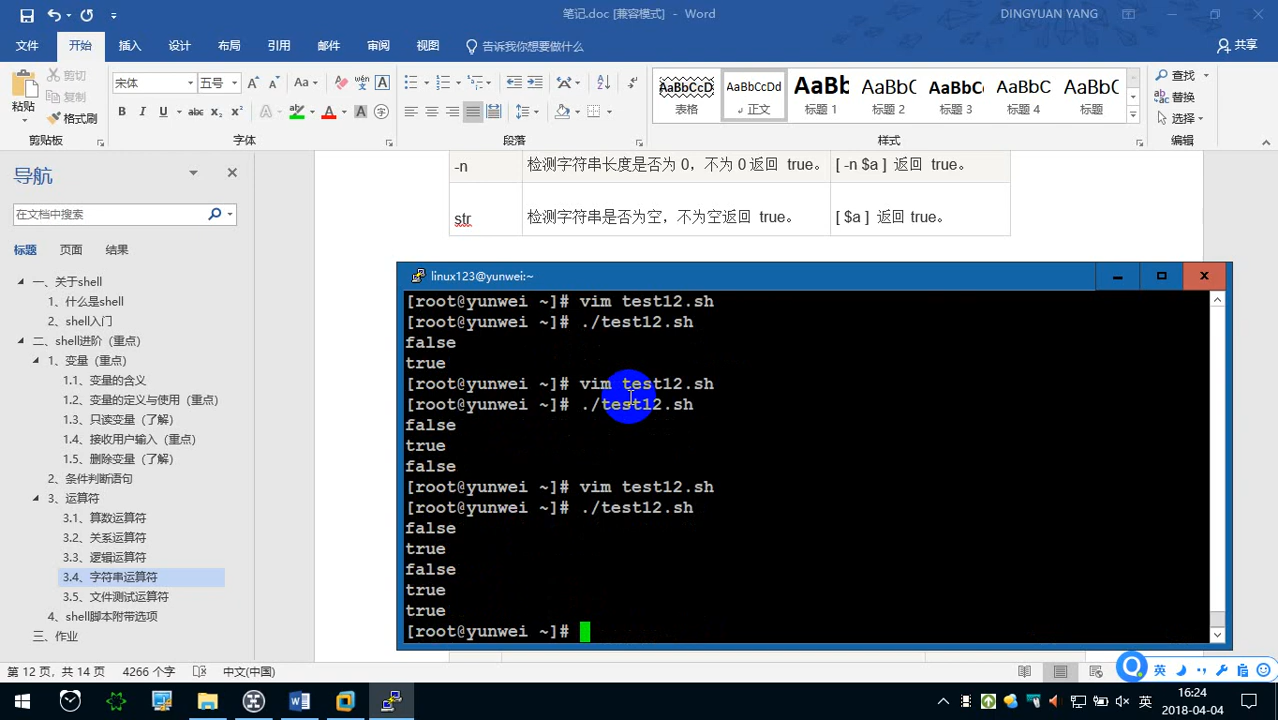 笔记.doc [兼容模式] - Word
DINGYUAN YANG
文件 开始 插入 设计 布局 引用 邮件 审阅 视图 告诉我你想要做什么 共享
粘贴
剪切
复制
格式刷
宋体 五号
AaBbCcD AaBbCcDd AaBb AaBbC AaBbC AaBbC AaBbC
表格 正文 标题 1 标题 2 标题 3 标题 4 标题
查找
替换
选择
剪贴板 字体 段落 样式 编辑
导航
在文档中搜索
标题 页面 结果
一、关于shell
1、什么是shell
2、shell入门
二、shell进阶（重点）
1、变量（重点）
1.1、变量的含义
1.2、变量的定义与使用（重点）
1.3、只读变量（了解）
1.4、接收用户输入（重点）
1.5、删除变量（了解）
2、条件判断语句
3、运算符
3.1、算数运算符
3.2、关系运算符
3.3、逻辑运算符
3.4、字符串运算符
3.5、文件测试运算符
4、shell脚本附带选项
三、作业
-n 检测字符串长度是否为 0，不为 0 返回 true。 [ -n $a ] 返回 true。
str 检测字符串是否为空，不为空返回 true。 [ $a ] 返回 true。
linux123@yunwei:~
[root@yunwei ~]# vim test12.sh
[root@yunwei ~]# ./test12.sh
false
true
[root@yunwei ~]# vim test12.sh
[root@yunwei ~]# ./test12.sh
false
true
false
[root@yunwei ~]# vim test12.sh
[root@yunwei ~]# ./test12.sh
false
true
false
true
true
[root@yunwei ~]#
第 12 页，共 14 页 4266 个字 中文(中国)
英
英
16:24
2018-04-04